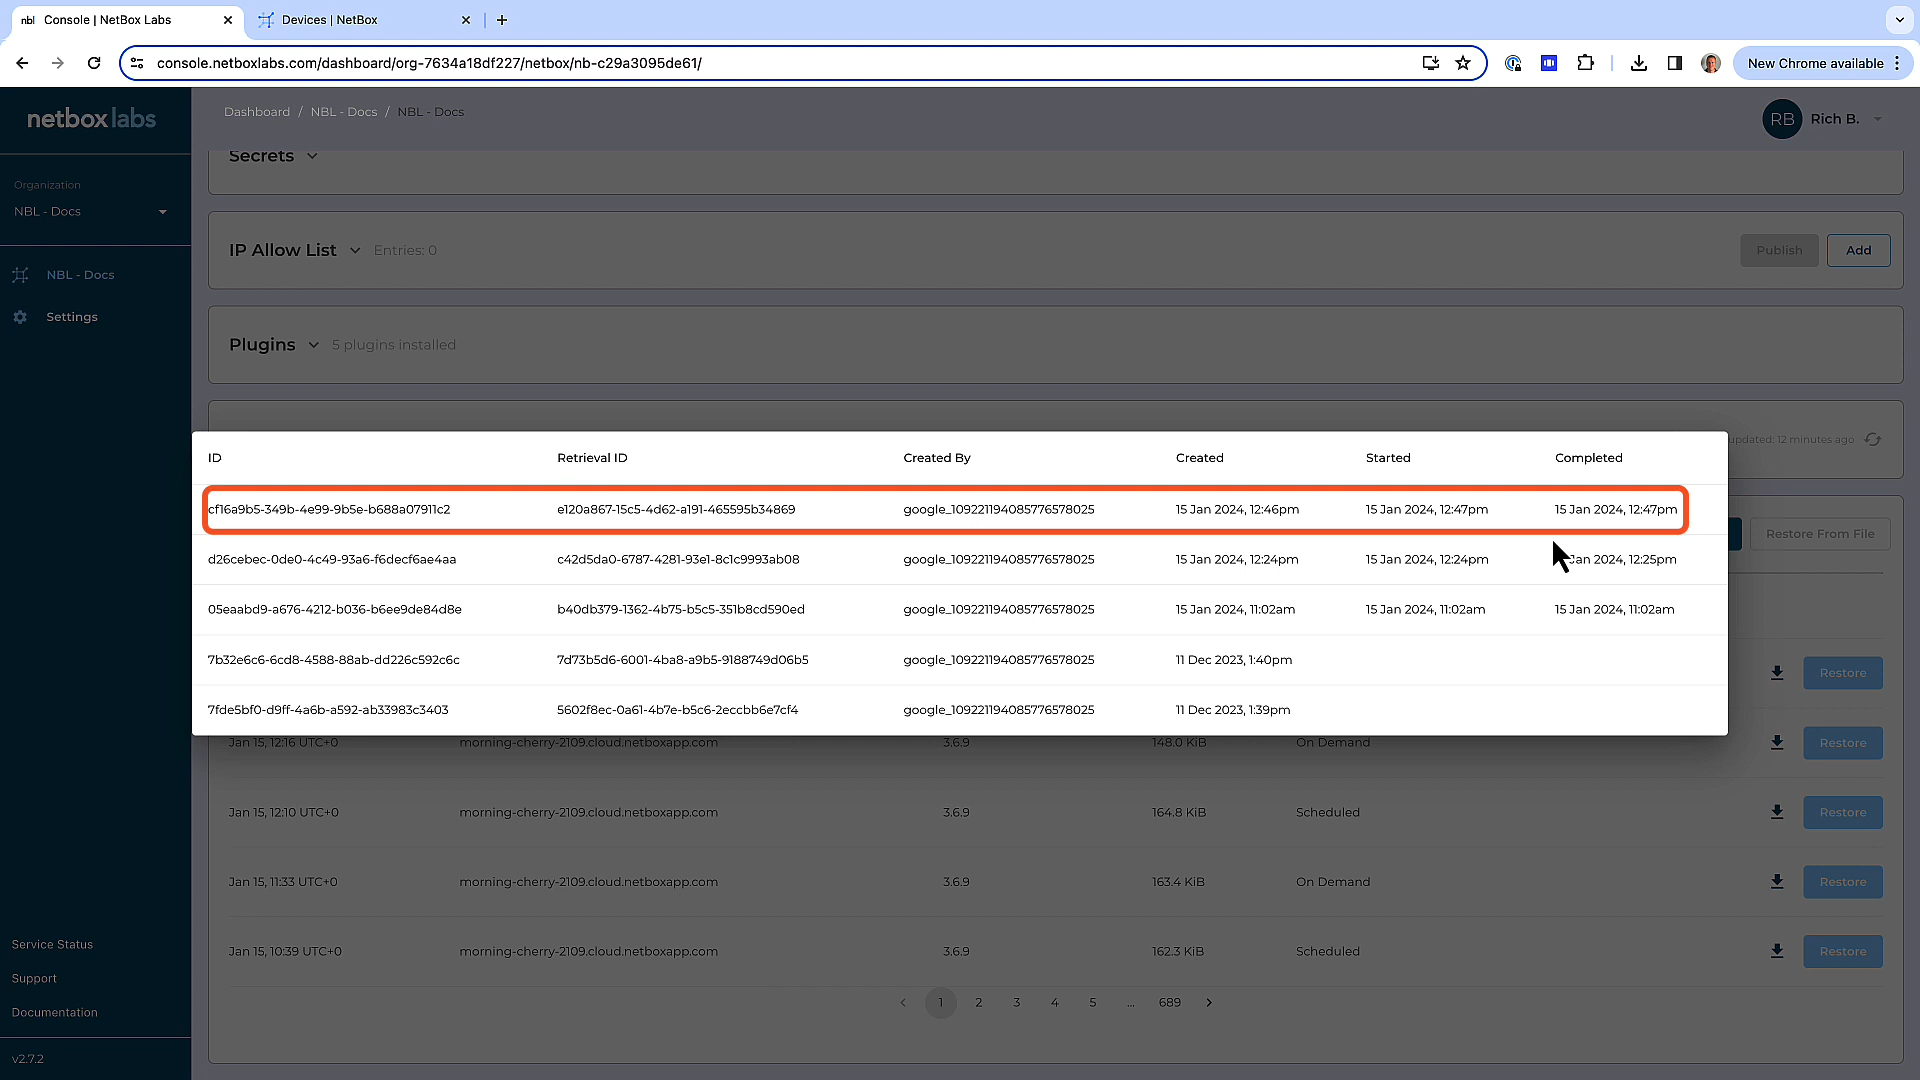 nbl Console | NetBox Labs
Devices | NetBox
console.netboxlabs.com/dashboard/org-7634a18df227/netbox/nb-c29a3095de61/
New Chrome available
netboxlabs
Dashboard / NBL - Docs / NBL - Docs
RB Rich B.
Secrets
Organization
NBL - Docs
IP Allow List Entries: 0 Publish Add
NBL - Docs
Settings
Plugins 5 plugins installed
updated: 12 minutes ago
ID Retrieval ID Created By Created Started Completed
cf16a9b5-349b-4e99-9b5e-b688a07911c2 e120a867-15c5-4d62-a191-465595b34869 google_109221194085776578025 15 Jan 2024, 12:46pm 15 Jan 2024, 12:47pm 15 Jan 2024, 12:47pm
Restore From File
d26cebec-0de0-4c49-93a6-f6decf6ae4aa c42d5da0-6787-4281-93e1-8c1c9993ab08 google_109221194085776578025 15 Jan 2024, 12:24pm 15 Jan 2024, 12:24pm Jan 2024, 12:25pm
05eaabd9-a676-4212-b036-b6ee9de84d8e b40db379-1362-4b75-b5c5-351b8cd590ed google_109221194085776578025 15 Jan 2024, 11:02am 15 Jan 2024, 11:02am 15 Jan 2024, 11:02am
7b32e6c6-6cd8-4588-88ab-dd226c592c6c 7d73b5d6-6001-4ba8-a9b5-9188749d06b5 google_109221194085776578025 11 Dec 2023, 1:40pm
Restore
7fde5bf0-d9ff-4a6b-a592-ab33983c3403 5602f8ec-0a61-4b7e-b5c6-2eccbb6e7cf4 google_109221194085776578025 11 Dec 2023, 1:39pm
Jan 15, 12:16 UTC+0 morning-cherry-2109.cloud.netboxapp.com 3.6.9 148.0 KiB On Demand Restore
Jan 15, 12:10 UTC+0 morning-cherry-2109.cloud.netboxapp.com 3.6.9 164.8 KiB Scheduled Restore
Jan 15, 11:33 UTC+0 morning-cherry-2109.cloud.netboxapp.com 3.6.9 163.4 KiB On Demand Restore
Jan 15, 10:39 UTC+0 morning-cherry-2109.cloud.netboxapp.com 3.6.9 162.3 KiB Scheduled Restore
1 2 3 4 5 ... 689
Service Status
Support
Documentation
v2.7.2